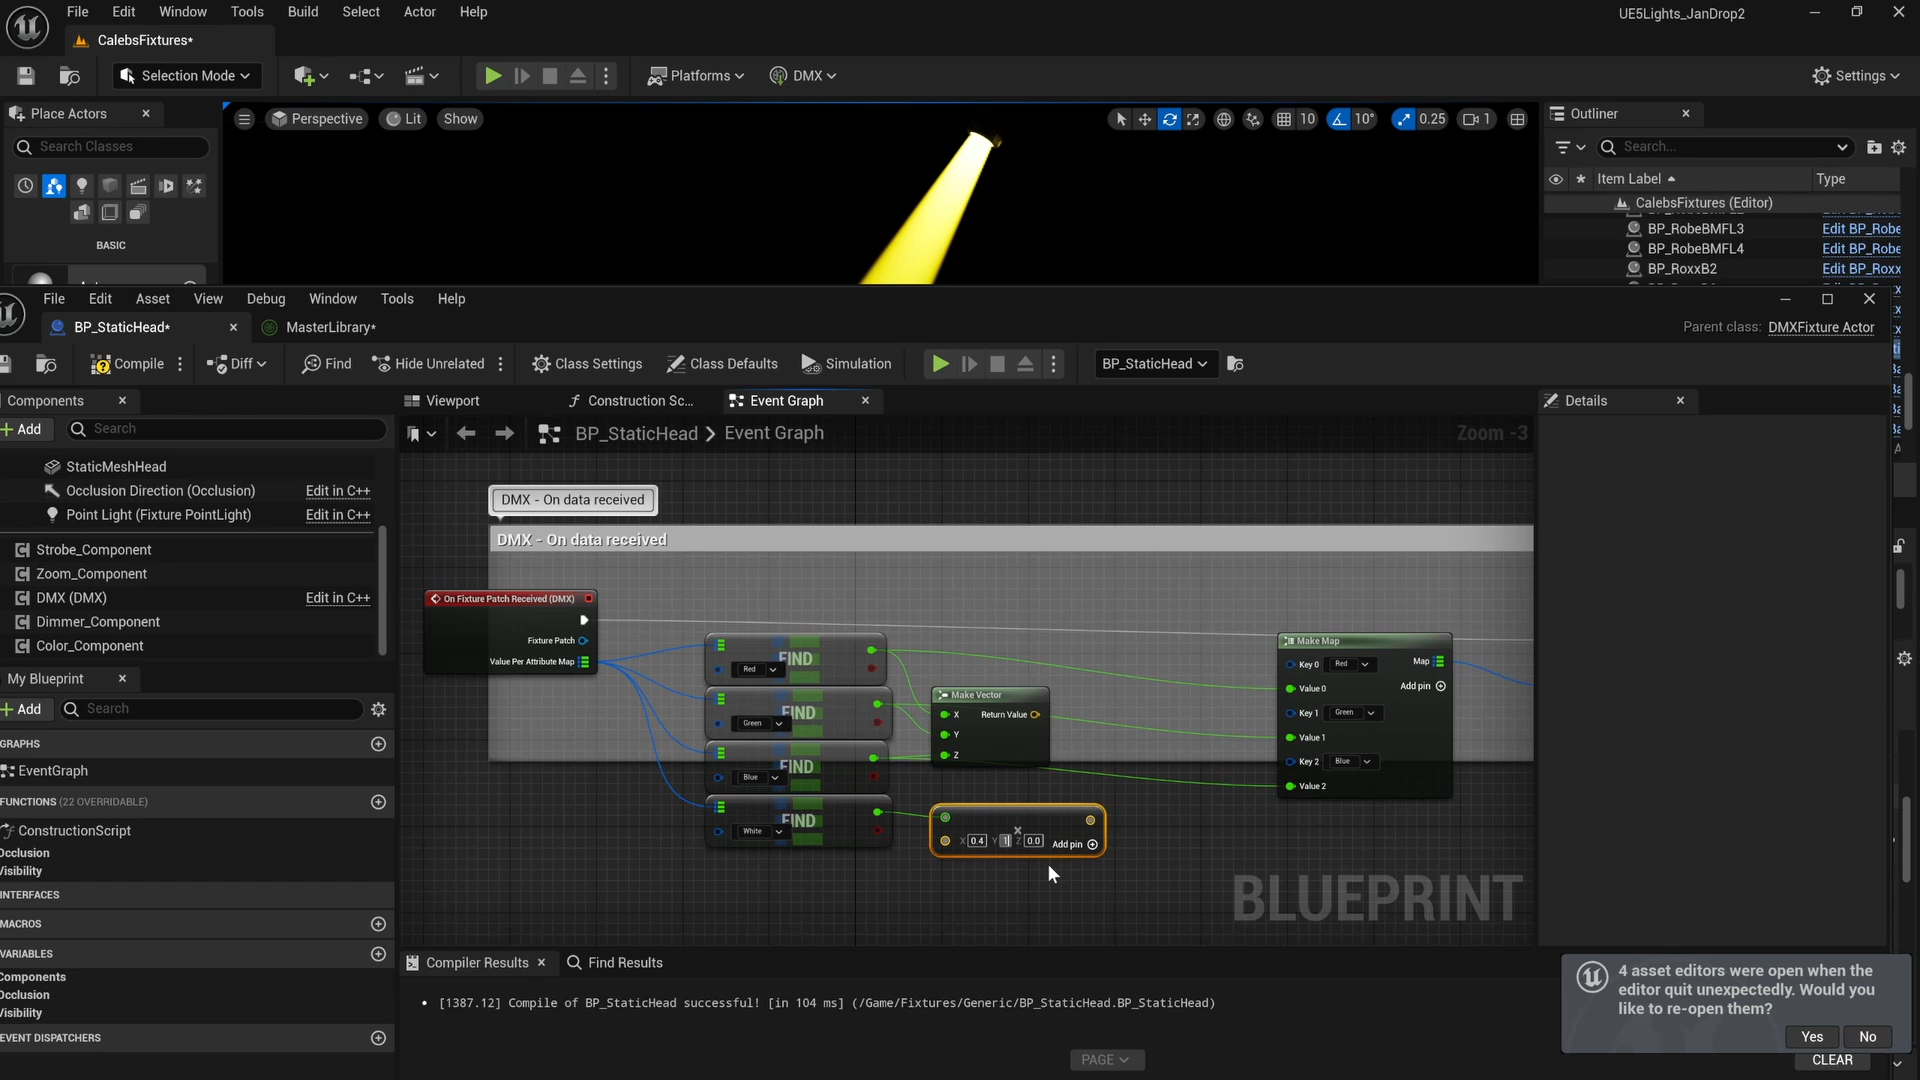 File Edit Window Tools Build Select Actor Help
UE5Lights_JanDrop2
CalebsFixtures*
Selection Mode
Platforms
DMX
Settings
Place Actors
Perspective
Lit
Show
10
10°
0.25
1
Outliner
Search Classes
Search...
Item Label
Type
CalebsFixtures (Editor)
BP_RobeBMFL3
Edit BP_Robe
BP_RobeBMFL4
Edit BP_Robe
BP_RoxxB2
Edit BP_Roxx
BASIC
File Edit Asset View Debug Window Tools Help
BP_StaticHead*
MasterLibrary*
Parent class: DMXFixture Actor
Compile
Diff
Find
Hide Unrelated
Class Settings
Class Defaults
Simulation
BP_StaticHead
Components
Viewport
Construction Sc...
Event Graph
Details
Add
Search
BP_StaticHead
Event Graph
Zoom -3
StaticMeshHead
Occlusion Direction (Occlusion)
Edit in C++
Point Light (Fixture PointLight)
Edit in C++
Strobe_Component
Zoom_Component
DMX (DMX)
Edit in C++
Dimmer_Component
Color_Component
DMX - On data received
DMX - On data received
On Fixture Patch Received (DMX)
Fixture Patch
Value Per Attribute Map
FIND
Red
FIND
Green
FIND
Blue
FIND
White
Make Vector
X
Return Value
Y
Z
X 0.4 Y 1 Z 0.0
Add pin
Make Map
Key 0 Red
Map
Value 0
Add pin
Key 1 Green
Value 1
Key 2 Blue
Value 2
BLUEPRINT
My Blueprint
Add
Search
GRAPHS
EventGraph
FUNCTIONS (22 OVERRIDABLE)
ConstructionScript
Occlusion
Visibility
INTERFACES
MACROS
VARIABLES
Components
Occlusion
Visibility
EVENT DISPATCHERS
Compiler Results
Find Results
[1387.12] Compile of BP_StaticHead successful! [in 104 ms] (/Game/Fixtures/Generic/BP_StaticHead.BP_StaticHead)
PAGE
CLEAR
4 asset editors were open when the
editor quit unexpectedly. Would you
like to re-open them?
Yes
No